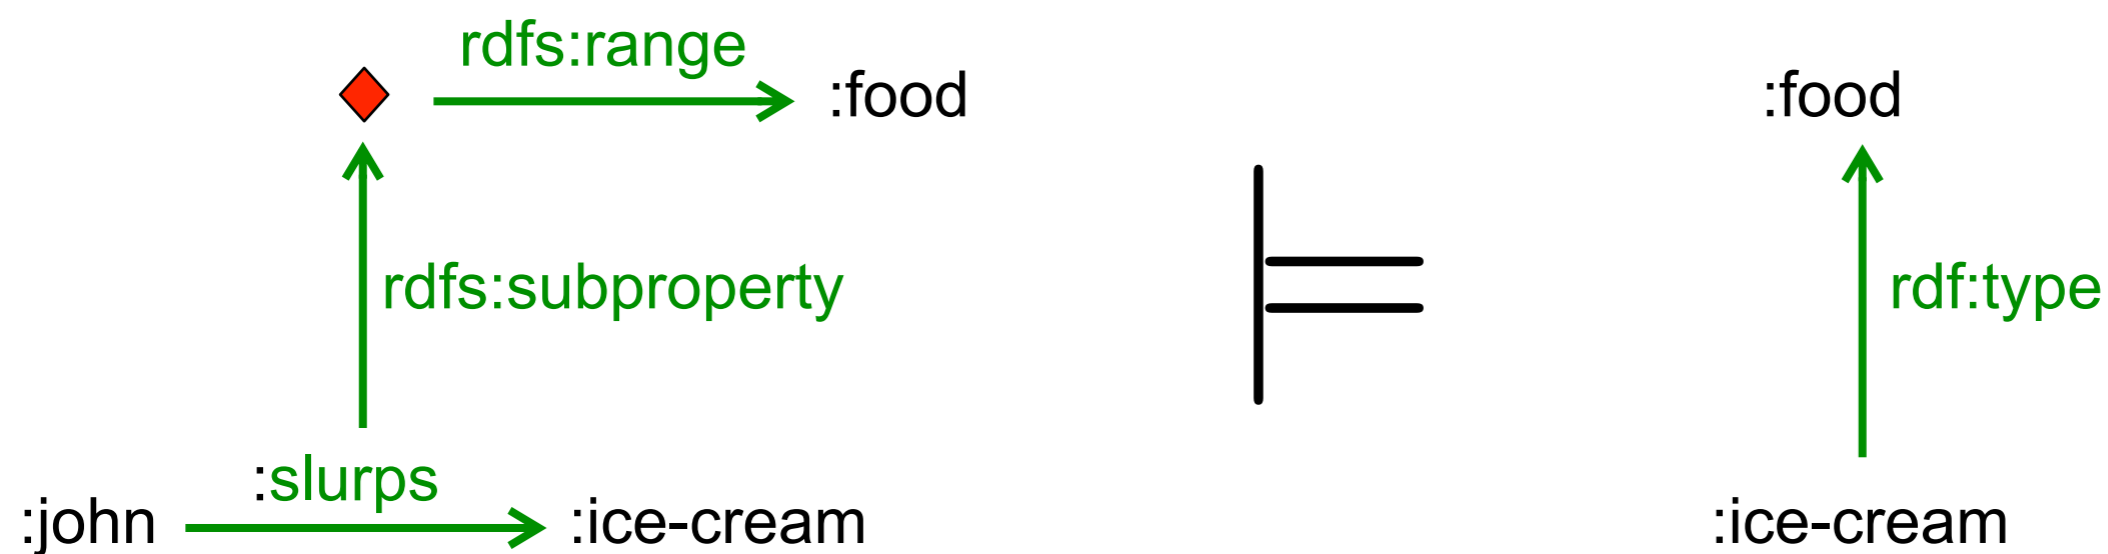 rdfs:range
:food
:food
rdfs:subproperty
rdf:type
:slurps
:john
:ice-cream
:ice-cream